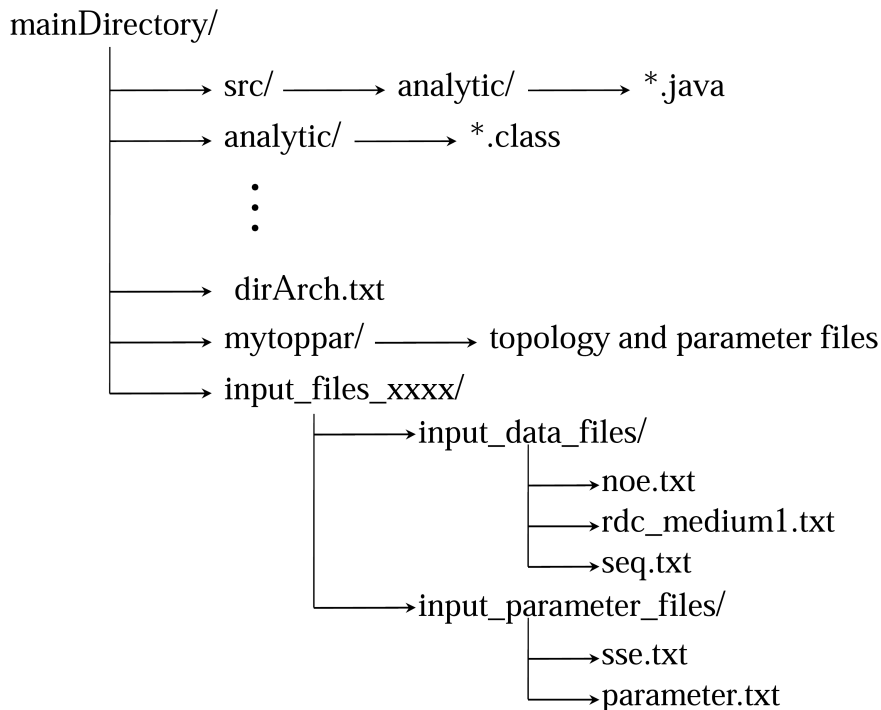 mainDirectory/
src/ analytic/ *.java
analytic/ *.class
dirArch.txt
mytoppar/ topology and parameter files
input_files_xxxx/
input_data_files/
noe.txt
rdc_medium1.txt
seq.txt
input_parameter_files/
sse.txt
parameter.txt